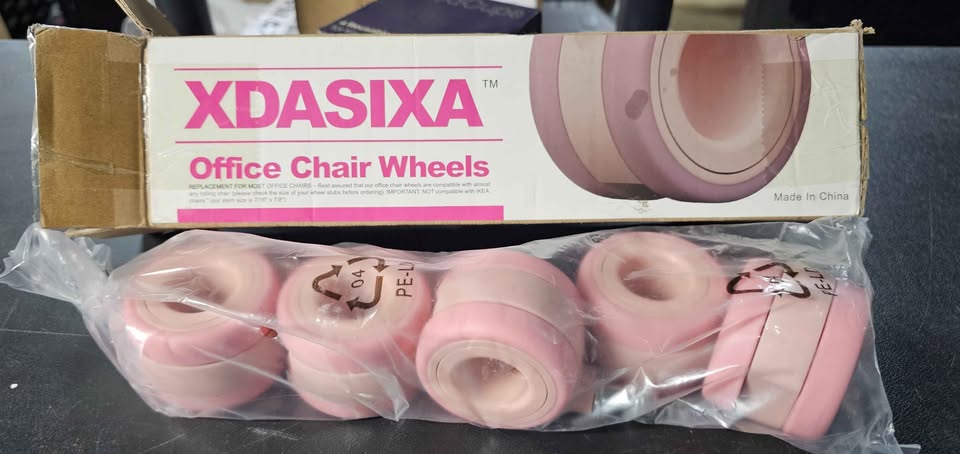 XDASIXA™
Office Chair Wheels
REPLACEMENT FOR MOST OFFICE CHAIRS – Rest assured that our office chair wheels are compatible with almost
any rolling chair (please check the size of your wheel stubs before ordering). IMPORTANT: NOT compatible with IKEA
chairs* (our stem size is 7/16" x 7/8")
Made In China
04
PE-LD